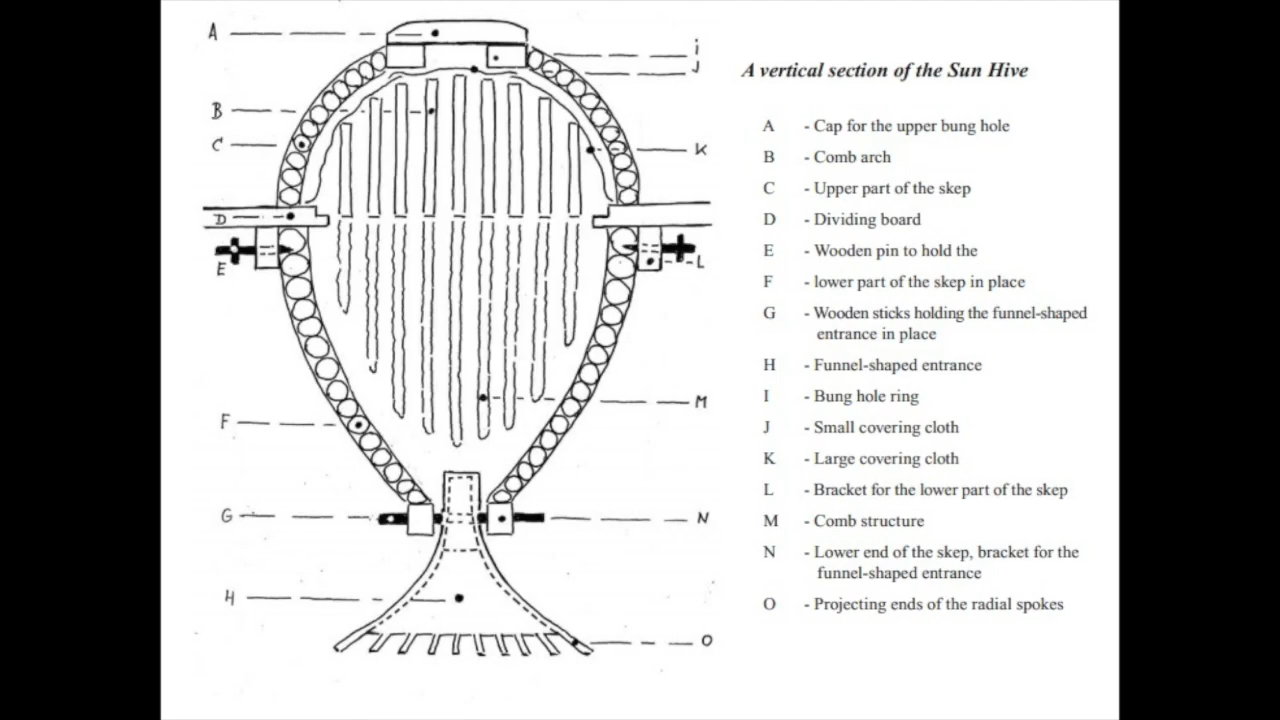 A
i
J
B
C
K
D
E
L
M
F
G
N
H
O
A vertical section of the Sun Hive
A - Cap for the upper bung hole
B - Comb arch
C - Upper part of the skep
D - Dividing board
E - Wooden pin to hold the
F - lower part of the skep in place
G - Wooden sticks holding the funnel-shaped
entrance in place
H - Funnel-shaped entrance
I - Bung hole ring
J - Small covering cloth
K - Large covering cloth
L - Bracket for the lower part of the skep
M - Comb structure
N - Lower end of the skep, bracket for the
funnel-shaped entrance
O - Projecting ends of the radial spokes